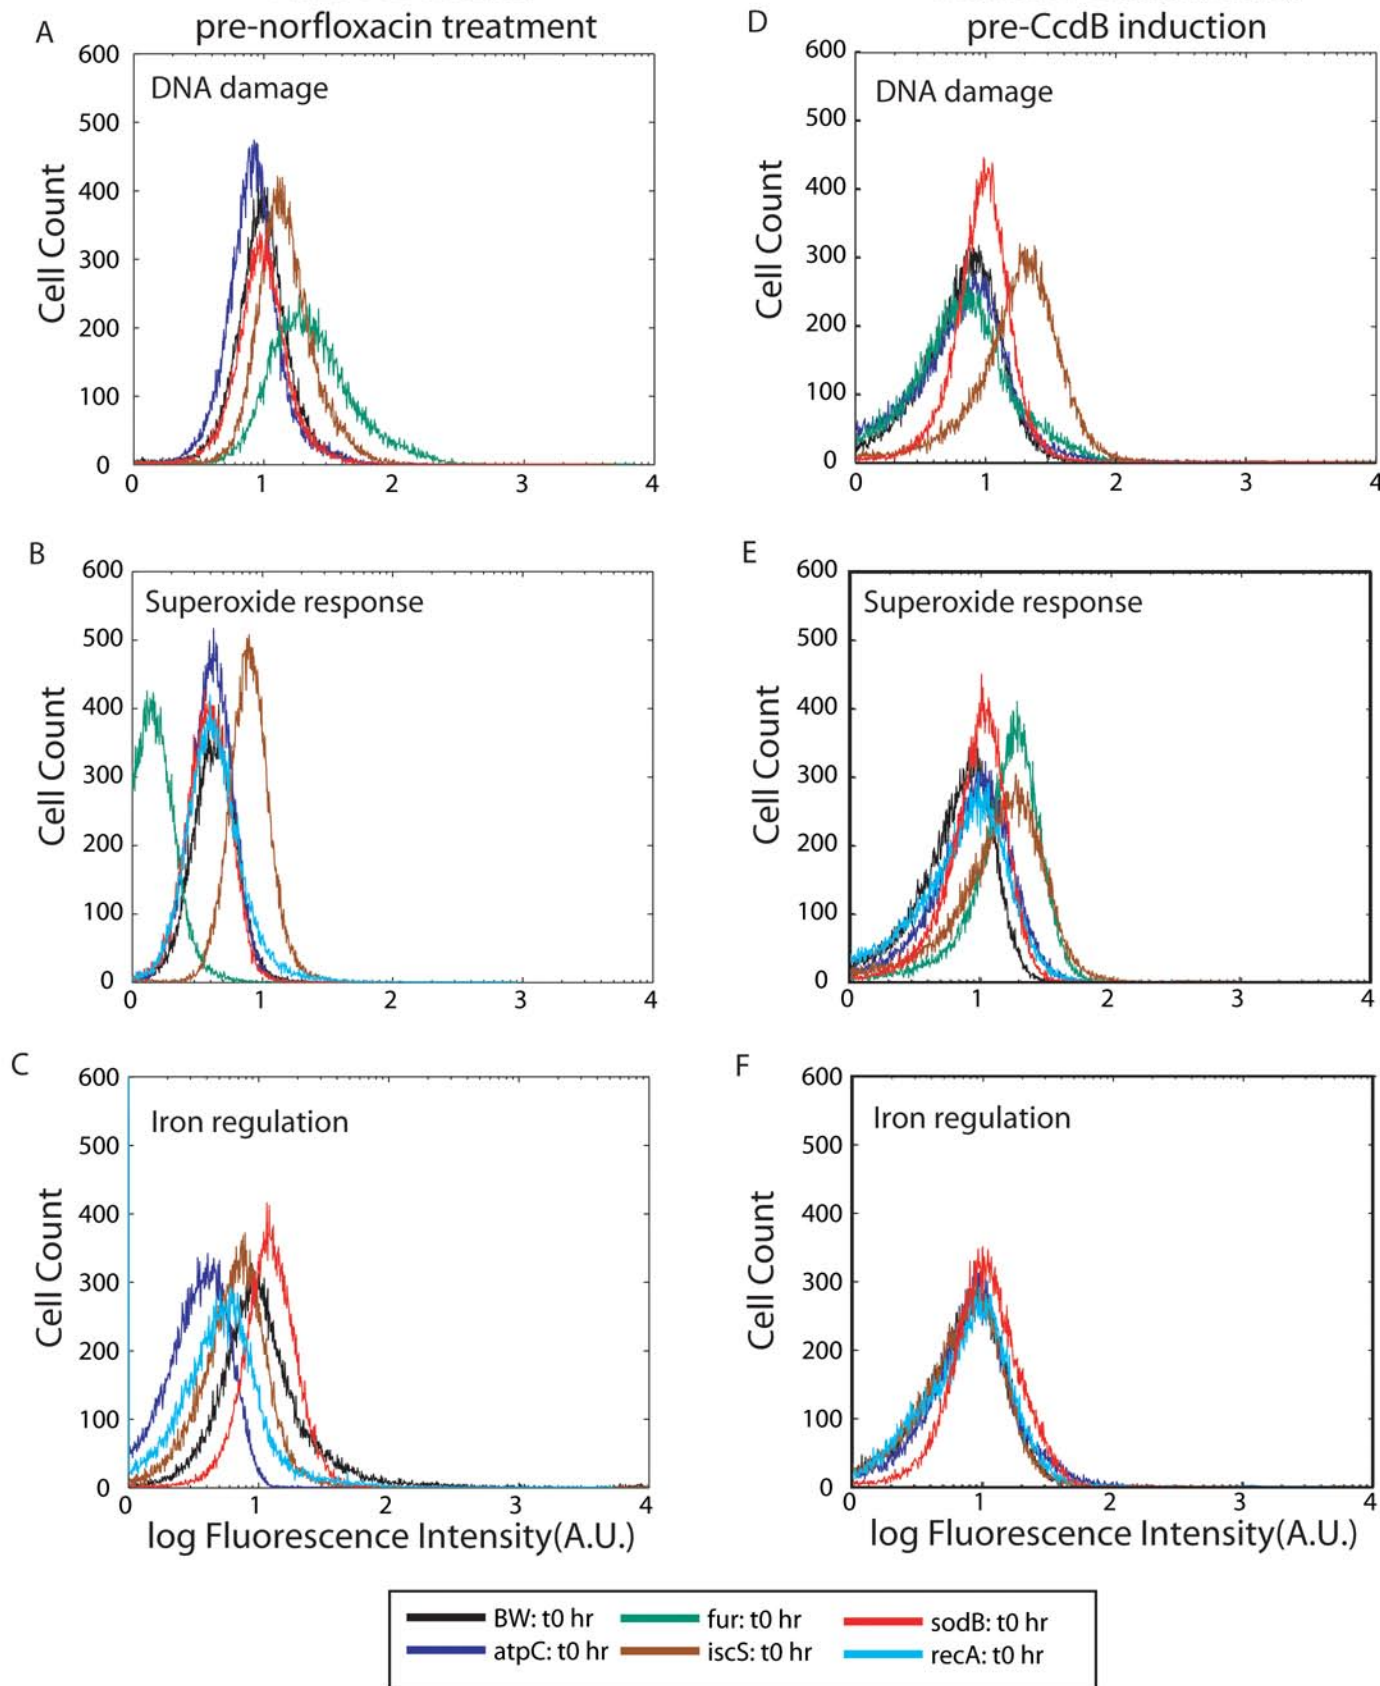 A
pre-norfloxacin treatment
DNA damage
Cell Count
600
500
400
300
200
100
0
0 1 2 3 4
B
Superoxide response
Cell Count
600
500
400
300
200
100
0
0 1 2 3 4
C
Iron regulation
Cell Count
600
500
400
300
200
100
0
0 1 2 3 4
log Fluorescence Intensity(A.U.)
D
pre-CcdB induction
DNA damage
Cell Count
600
500
400
300
200
100
0
0 1 2 3 4
E
Superoxide response
Cell Count
600
500
400
300
200
100
0
0 1 2 3 4
F
Iron regulation
Cell Count
600
500
400
300
200
100
0
0 1 2 3 4
log Fluorescence Intensity(A.U.)
BW: t0 hr fur: t0 hr sodB: t0 hr
atpC: t0 hr iscS: t0 hr recA: t0 hr